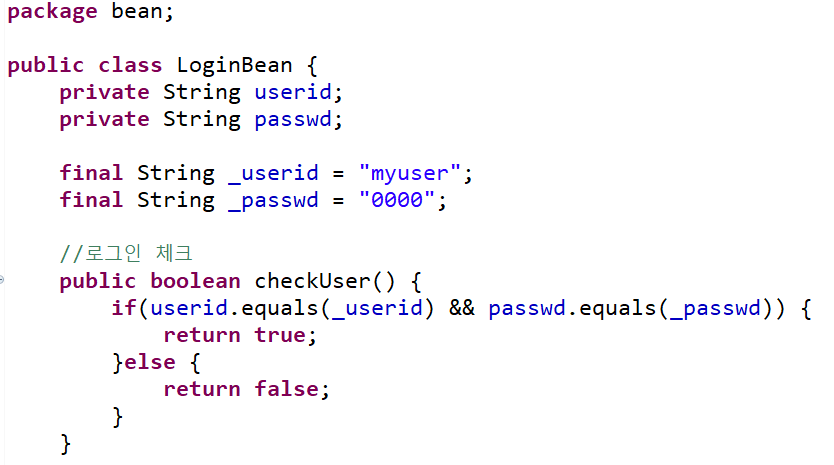 package bean;
public class LoginBean {
    private String userid;
    private String passwd;
    final String _userid = "myuser";
    final String _passwd = "0000";
    //로그인 체크
    public boolean checkUser() {
        if(userid.equals(_userid) && passwd.equals(_passwd)) {
            return true;
        }else {
            return false;
        }
    }